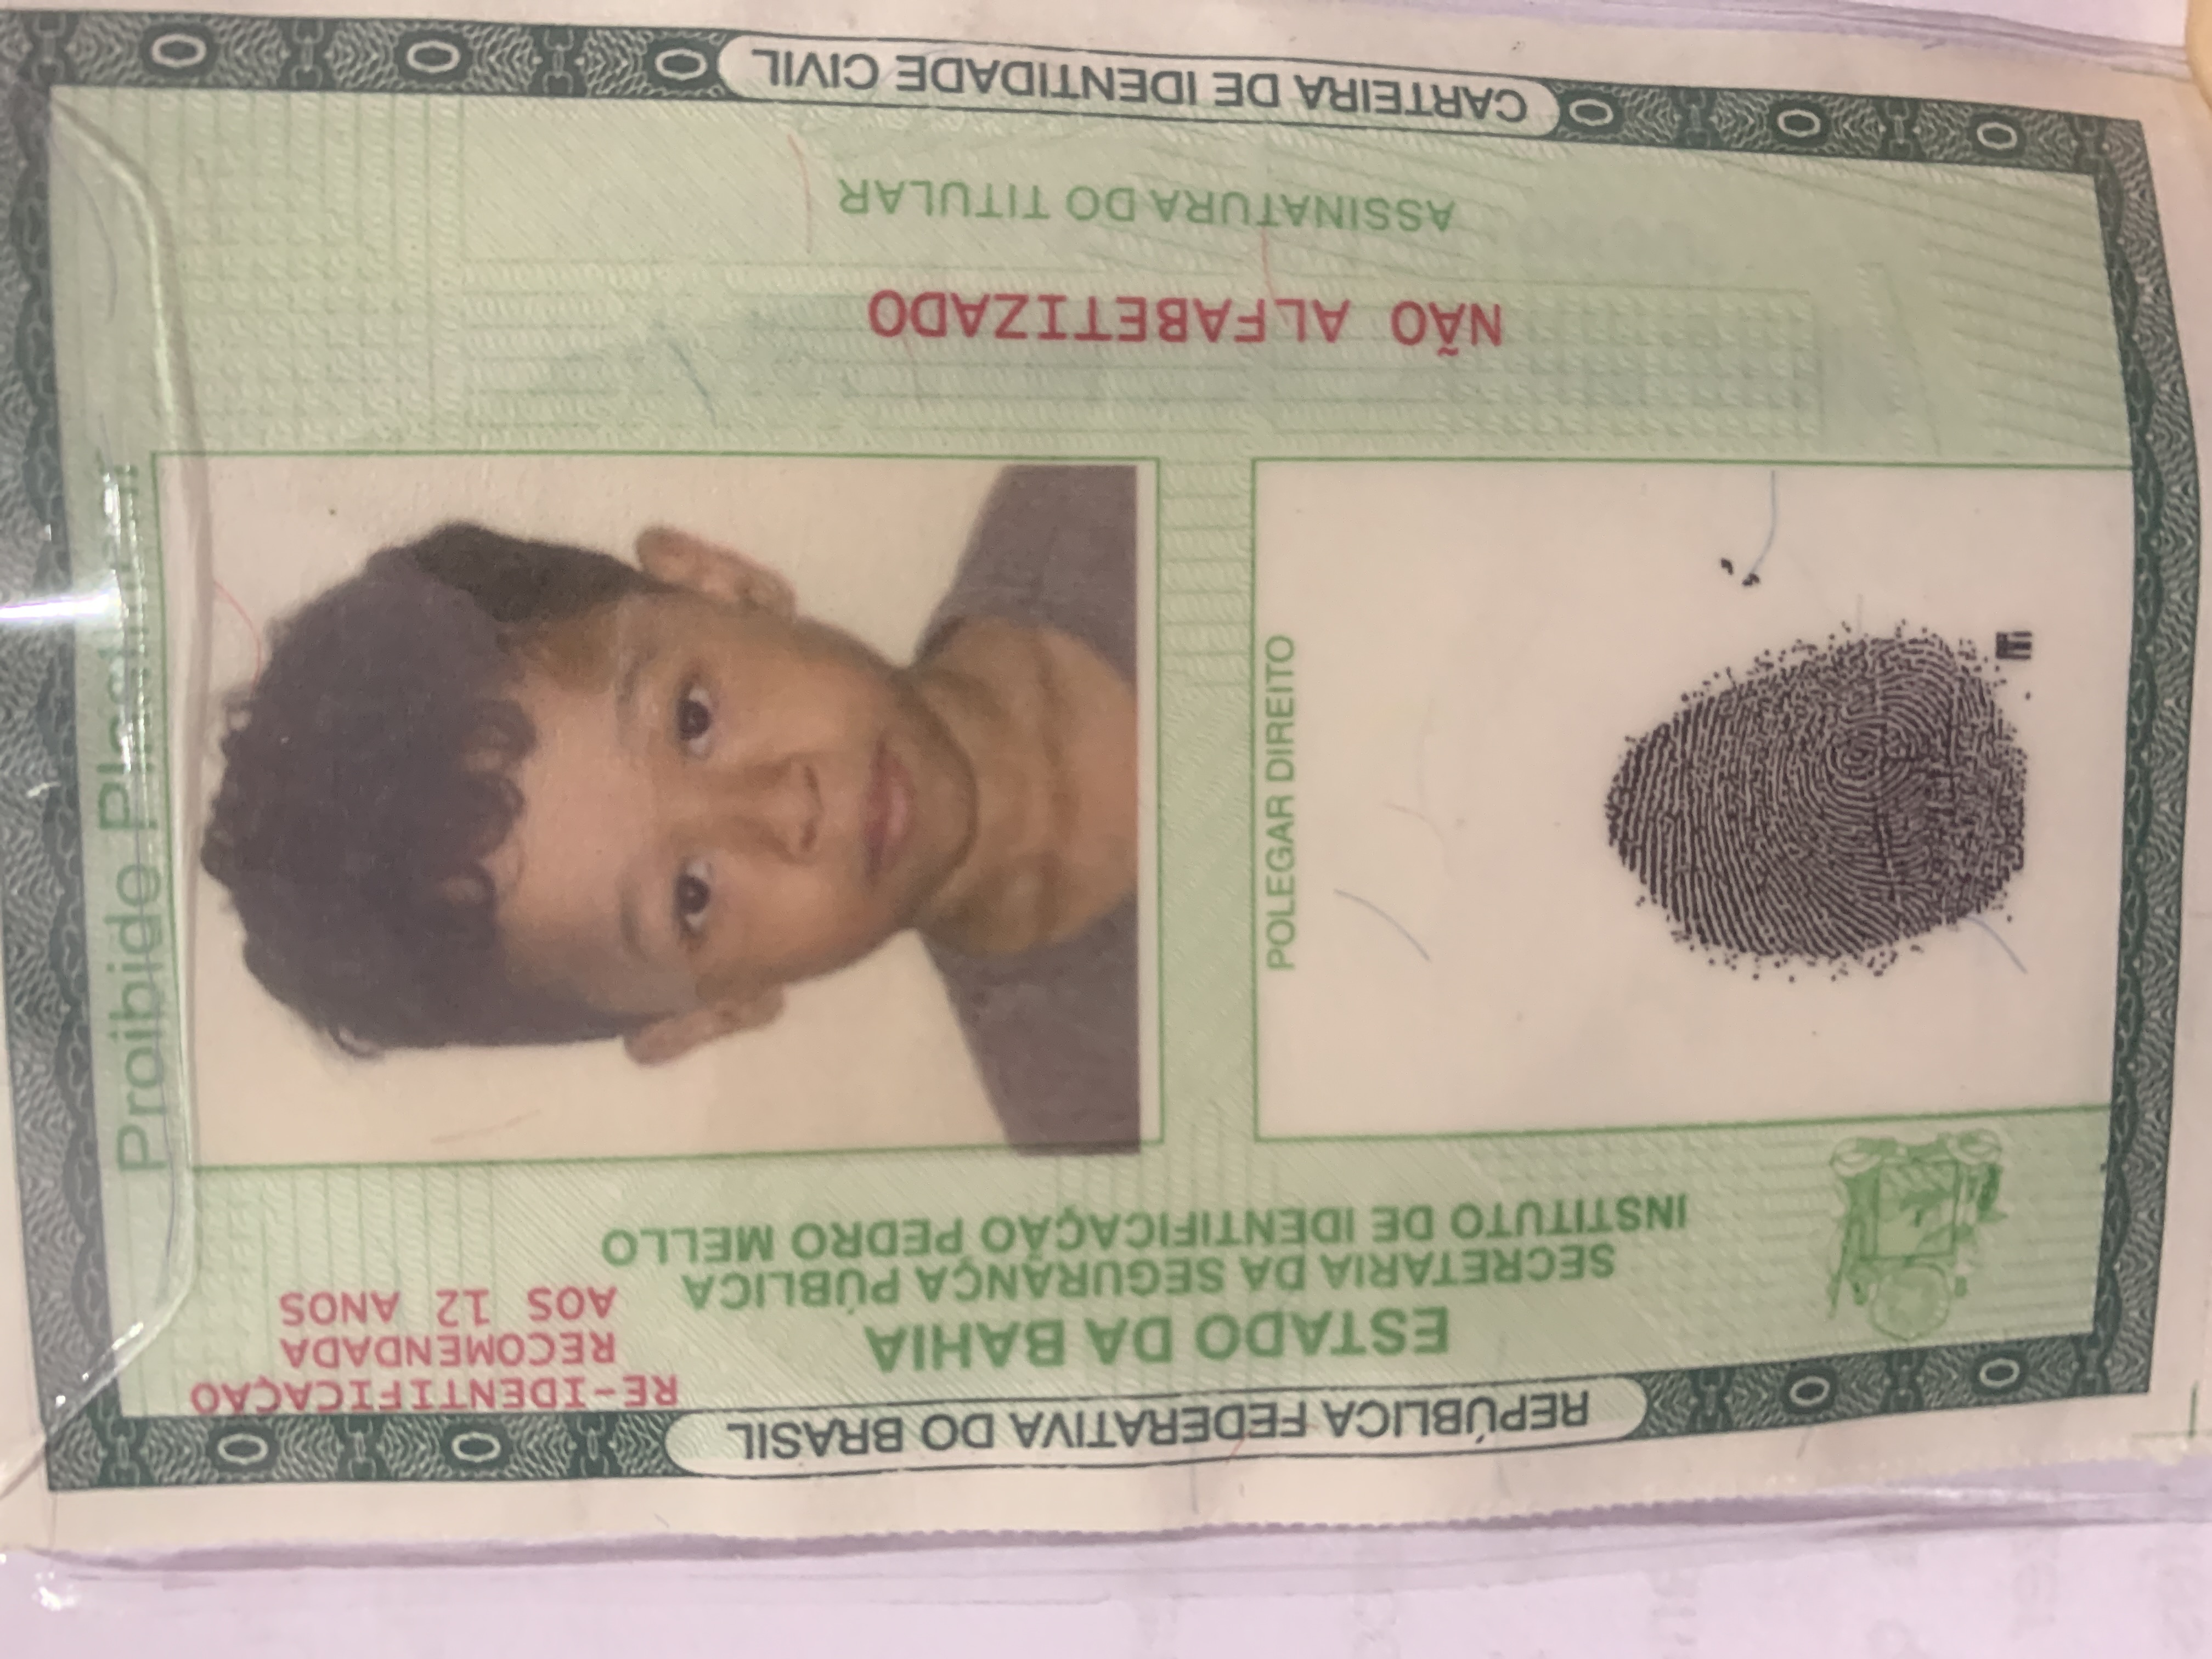 REPÚBLICA FEDERATIVA DO BRASIL
RE-IDENTIFICAÇÃO
RECOMENDADA
AOS 12 ANOS
ESTADO DA BAHIA
SECRETARIA DA SEGURANÇA PÚBLICA
INSTITUTO DE IDENTIFICAÇÃO PEDRO MELLO
Proibido Plastificar
POLEGAR DIREITO
NÃO ALFABETIZADO
ASSINATURA DO TITULAR
CARTEIRA DE IDENTIDADE CIVIL